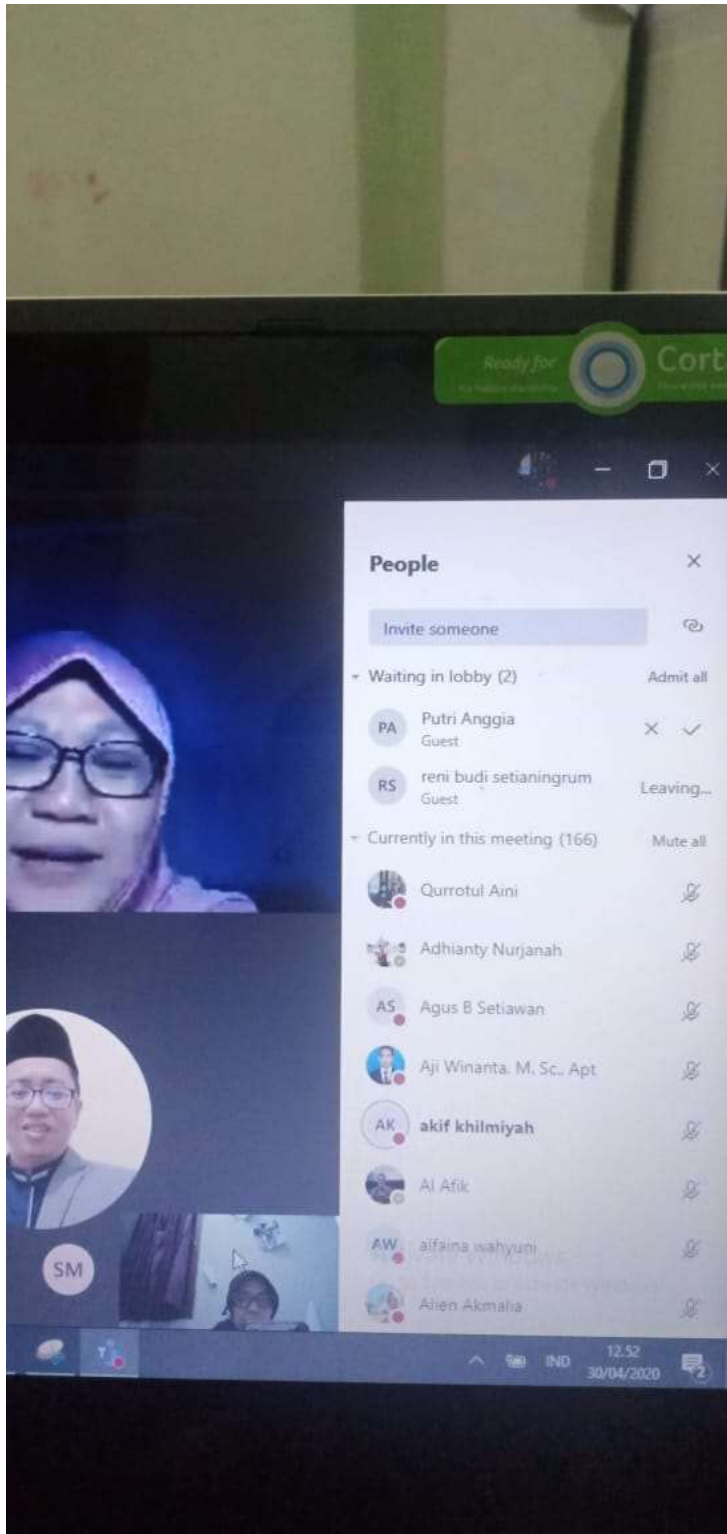 Ready for
Cort
People
Invite someone
Waiting in lobby (2) Admit all
PA Putri Anggia
Guest
RS reni budi setianingrum Leaving...
Guest
Currently in this meeting (166) Mute all
Qurrotul Aini
Adhianty Nurjanah
AS Agus B Setiawan
Aji Winanta. M. Sc., Apt
AK akif khilmiyah
Al Afik
AW alfaina wahyuni
Alien Akmalia
SM
IND
12.52
30/04/2020
2